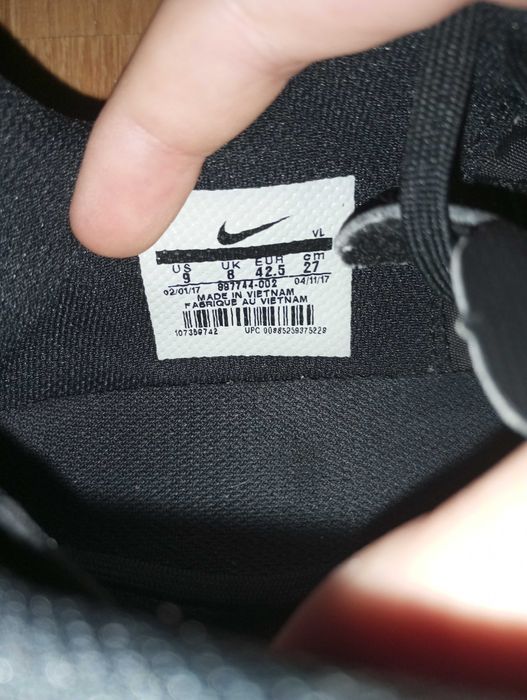 VL
US UK EUR cm
9 8 42.5 27
02/01/17 897744-002 04/11/17
MADE IN VIETNAM
FABRIQUE AU VIETNAM
107359742 UPC 00885259375229